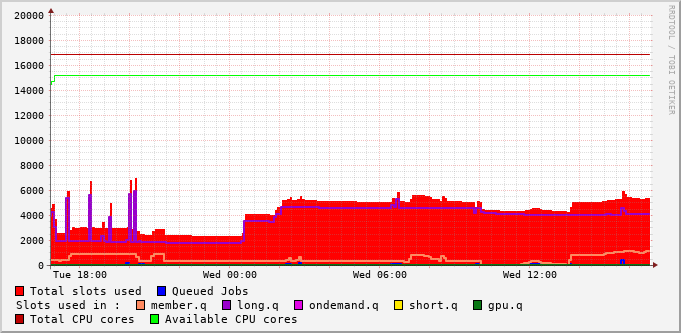 20000
18000
16000
14000
12000
10000
8000
6000
4000
2000
0
Tue 18:00 Wed 00:00 Wed 06:00 Wed 12:00
RRDTOOL / TOBI OETIKER
Total slots used Queued Jobs
Slots used in : member.q long.q ondemand.q short.q gpu.q
Total CPU cores Available CPU cores